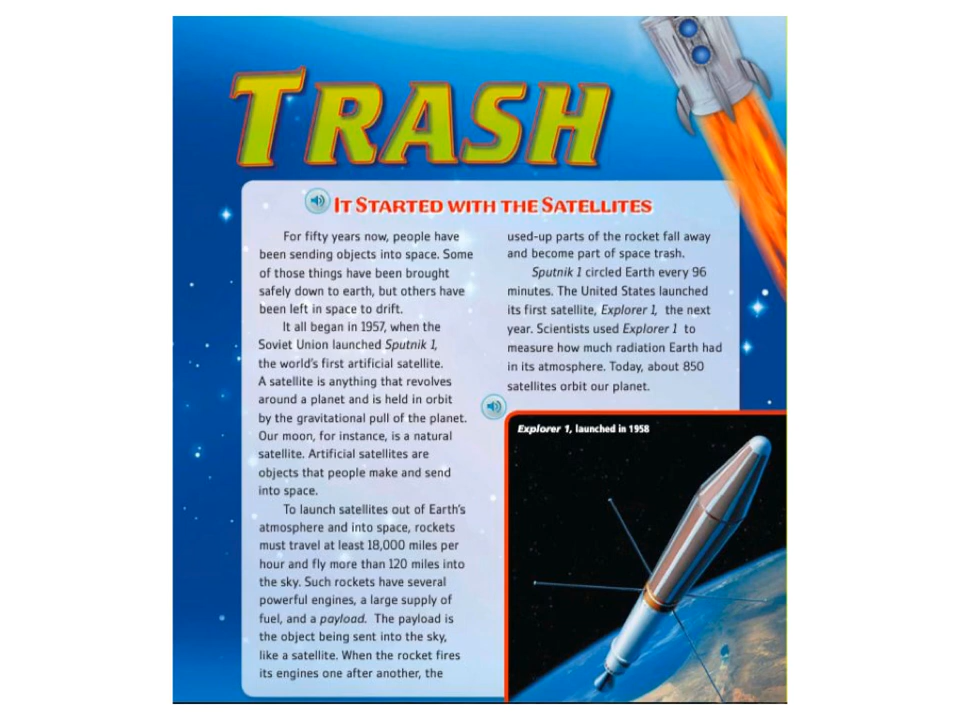 TRASH
IT STARTED WITH THE SATELLITES
For fifty years now, people have
been sending objects into space. Some
of those things have been brought
safely down to earth, but others have
been left in space to drift.
It all began in 1957, when the
Soviet Union launched Sputnik 1,
the world's first artificial satellite.
A satellite is anything that revolves
around a planet and is held in orbit
by the gravitational pull of the planet.
Our moon, for instance, is a natural
satellite. Artificial satellites are
objects that people make and send
into space.
To launch satellites out of Earth's
atmosphere and into space, rockets
must travel at least 18,000 miles per
hour and fly more than 120 miles into
the sky. Such rockets have several
powerful engines, a large supply of
fuel, and a payload. The payload is
the object being sent into the sky,
like a satellite. When the rocket fires
its engines one after another, the
used-up parts of the rocket fall away
and become part of space trash.
Sputnik 1 circled Earth every 96
minutes. The United States launched
its first satellite, Explorer 1, the next
year. Scientists used Explorer 1 to
measure how much radiation Earth had
in its atmosphere. Today, about 850
satellites orbit our planet.
Explorer 1, launched in 1958